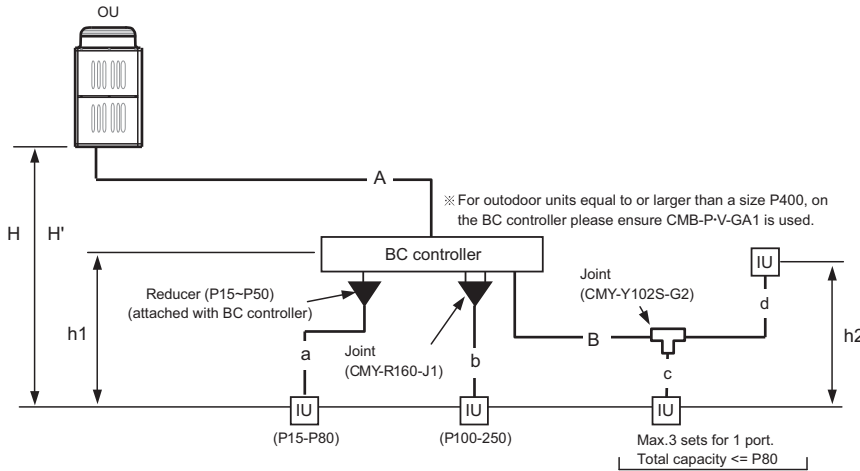 OU
A
※ For outodoor units equal to or larger than a size P400, on
the BC controller please ensure CMB-P·V-GA1 is used.
H
H'
BC controller
IU
Reducer (P15~P50)
(attached with BC controller)
Joint
(CMY-Y102S-G2)
d
h1
h2
a
Joint
(CMY-R160-J1)
b
B
c
IU
IU
IU
(P15-P80)
(P100-250)
Max.3 sets for 1 port.
Total capacity <= P80